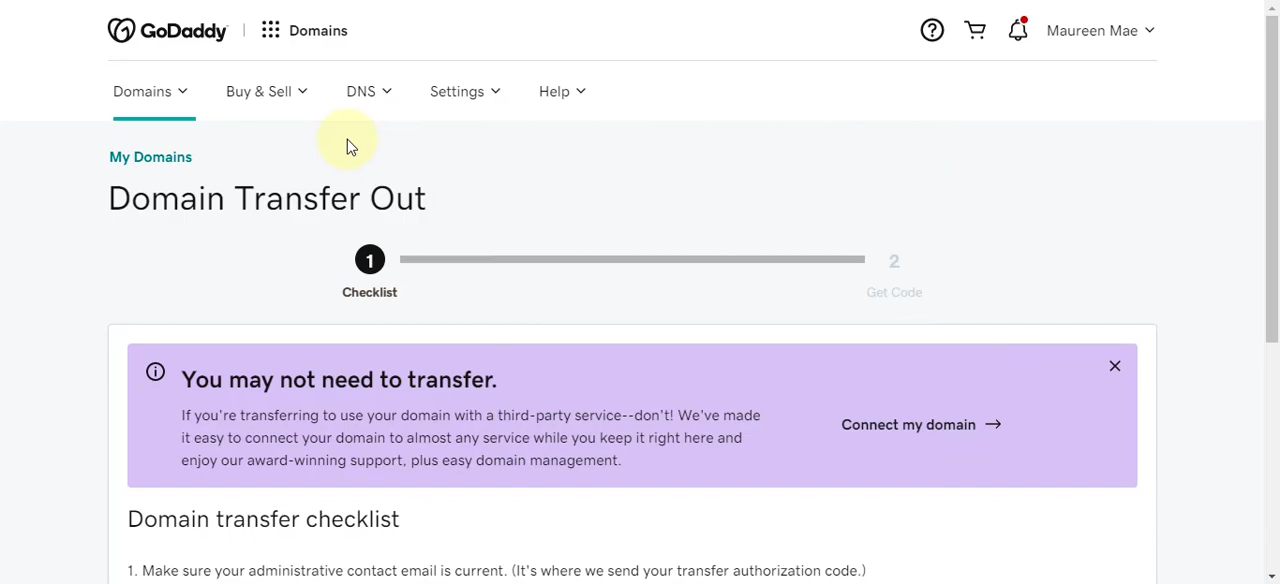 GoDaddy | Domains Maureen Mae
Domains Buy & Sell DNS Settings Help
My Domains
Domain Transfer Out
1 2
Checklist Get Code
You may not need to transfer.
If you're transferring to use your domain with a third-party service--don't! We've made
it easy to connect your domain to almost any service while you keep it right here and
enjoy our award-winning support, plus easy domain management.
Connect my domain →
Domain transfer checklist
1. Make sure your administrative contact email is current. (It's where we send your transfer authorization code.)